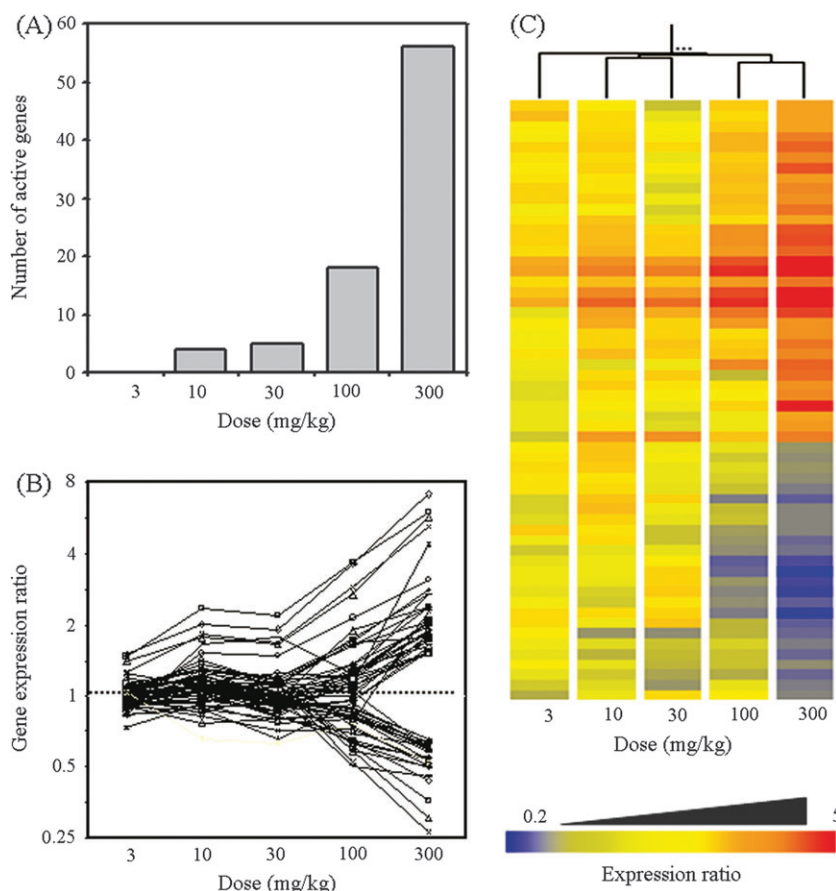 (A)
60
50
40
30
20
10
0
Number of active genes
3 10 30 100 300
Dose (mg/kg)
(B)
8
4
2
1
0.5
0.25
Gene expression ratio
3 10 30 100 300
Dose (mg/kg)
(C)
...
3 10 30 100 300
Dose (mg/kg)
0.2 5
Expression ratio